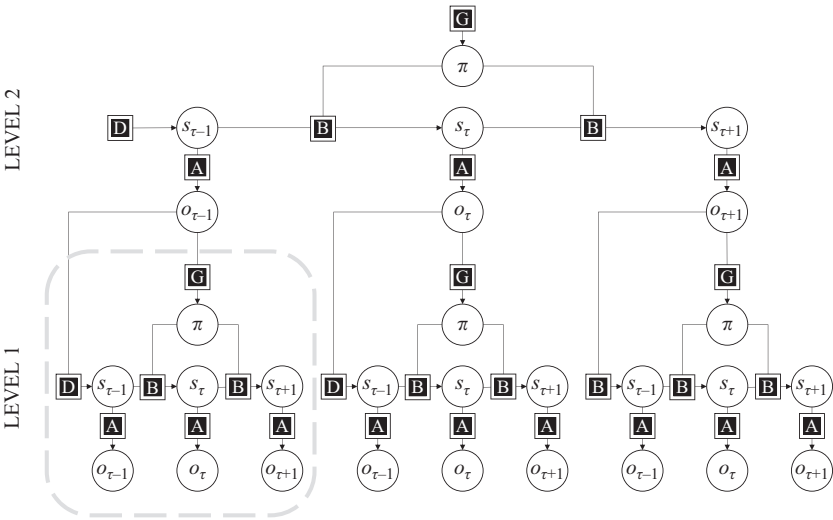 G
π
LEVEL 2
D s_{τ−1} B s_τ B s_{τ+1}
A A A
o_{τ−1} o_τ o_{τ+1}
G G G
π π π
LEVEL 1
D s_{τ−1} B s_τ B s_{τ+1} D s_{τ−1} B s_τ B s_{τ+1} B s_{τ−1} B s_τ B s_{τ+1}
A A A A A A A A A
o_{τ−1} o_τ o_{τ+1} o_{τ−1} o_τ o_{τ+1} o_{τ−1} o_τ o_{τ+1}